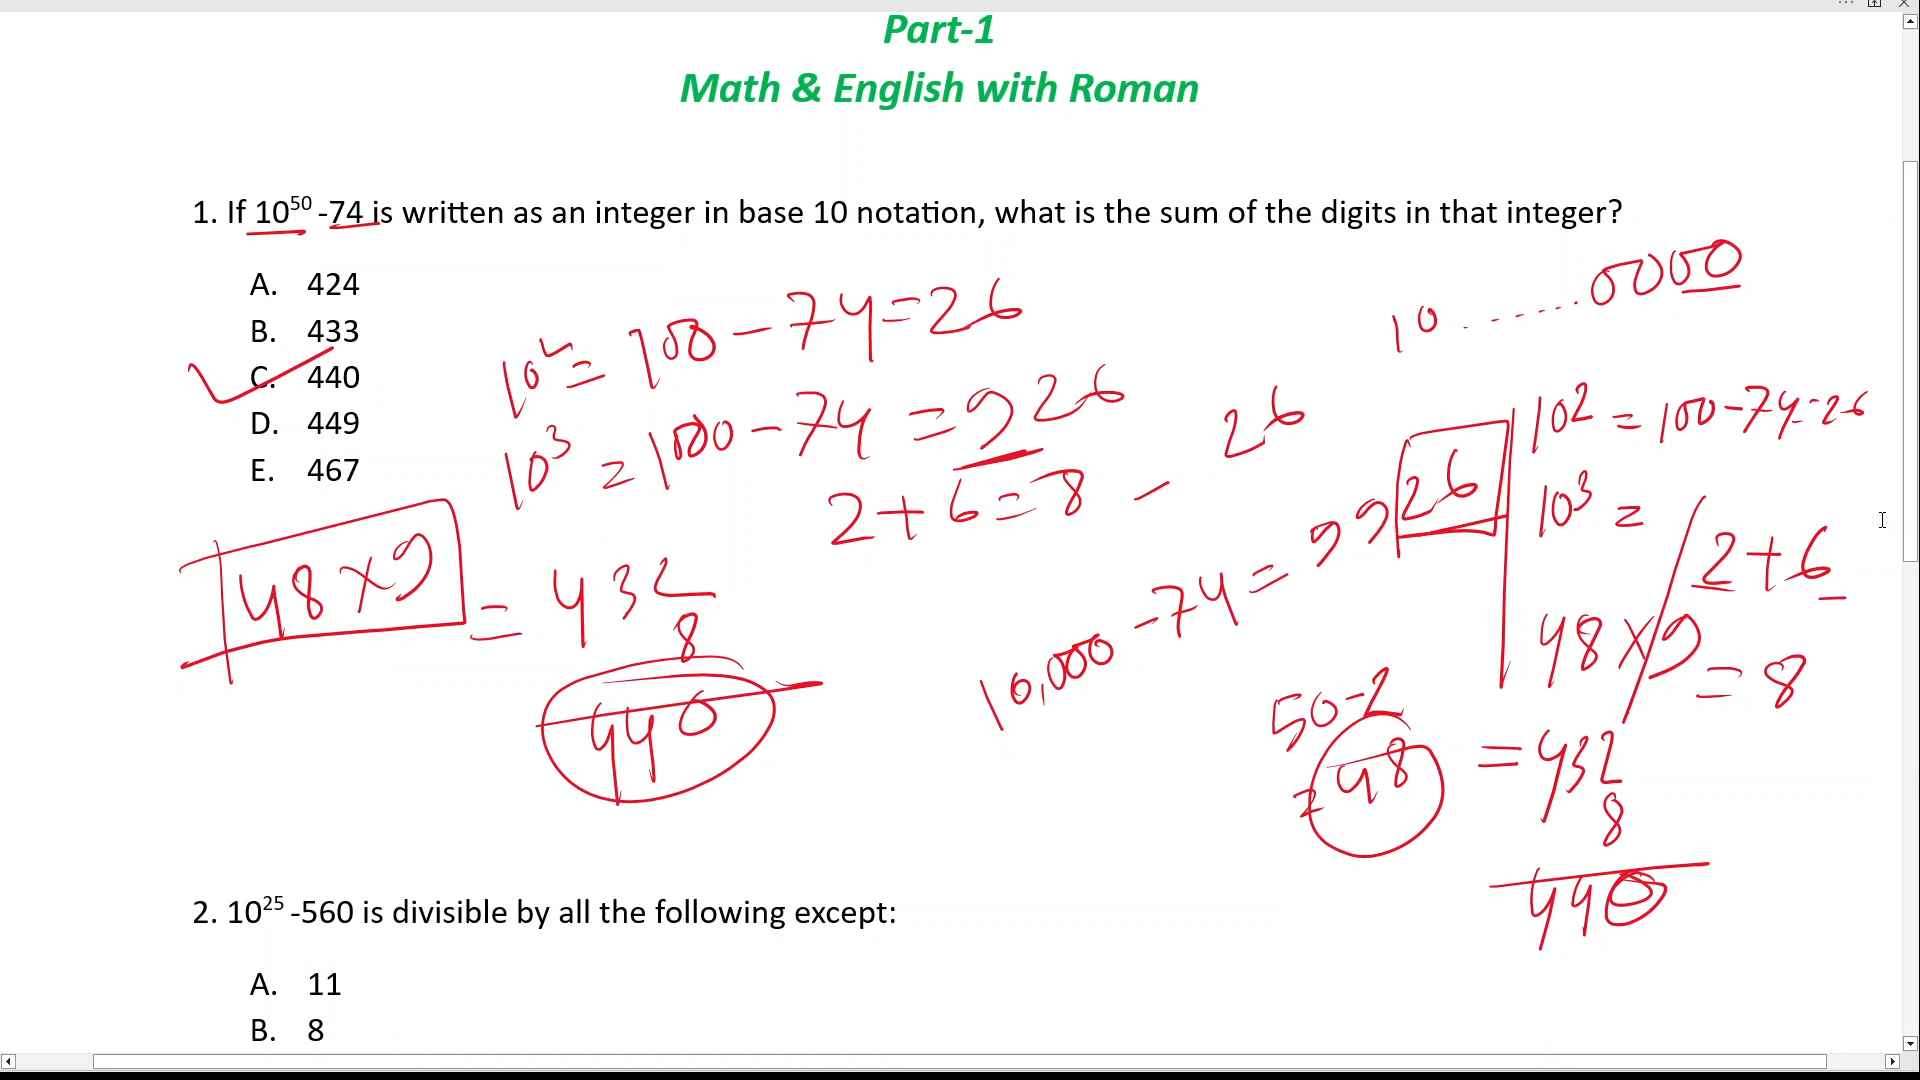 Part-1
Math & English with Roman
1. If 10⁵⁰ -74 is written as an integer in base 10 notation, what is the sum of the digits in that integer?
A. 424
B. 433
C. 440
D. 449
E. 467
10² = 100 - 74 = 26
10³ = 1000 - 74 = 926
2 + 6 = 8 -
26
48 x 9 = 432
8
440
10......0000
10,000 - 74 = 9926
10² = 100 - 74 = 26
10³ =
2 + 6
= 8
50 - 2
= 48
48 x 9
= 432
8
440
2. 10²⁵ -560 is divisible by all the following except:
A. 11
B. 8